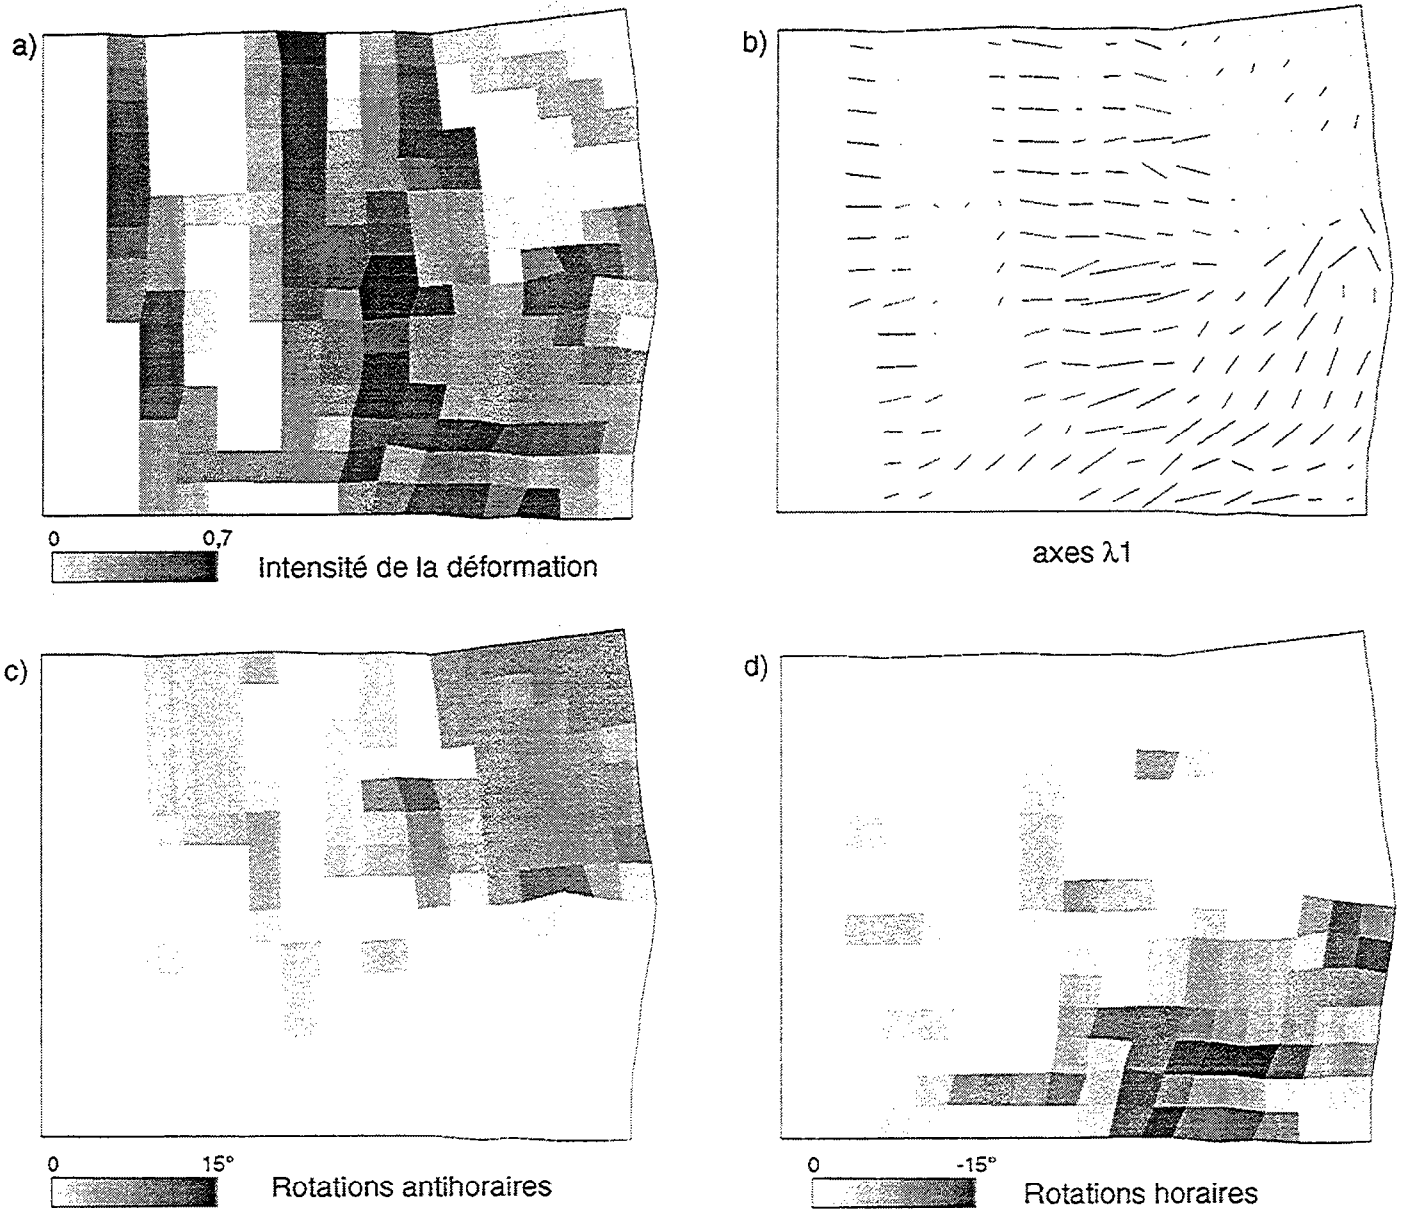 a)
b)
0 0,7
Intensité de la déformation
axes λ1
c)
d)
0 15°
Rotations antihoraires
0 -15°
Rotations horaires